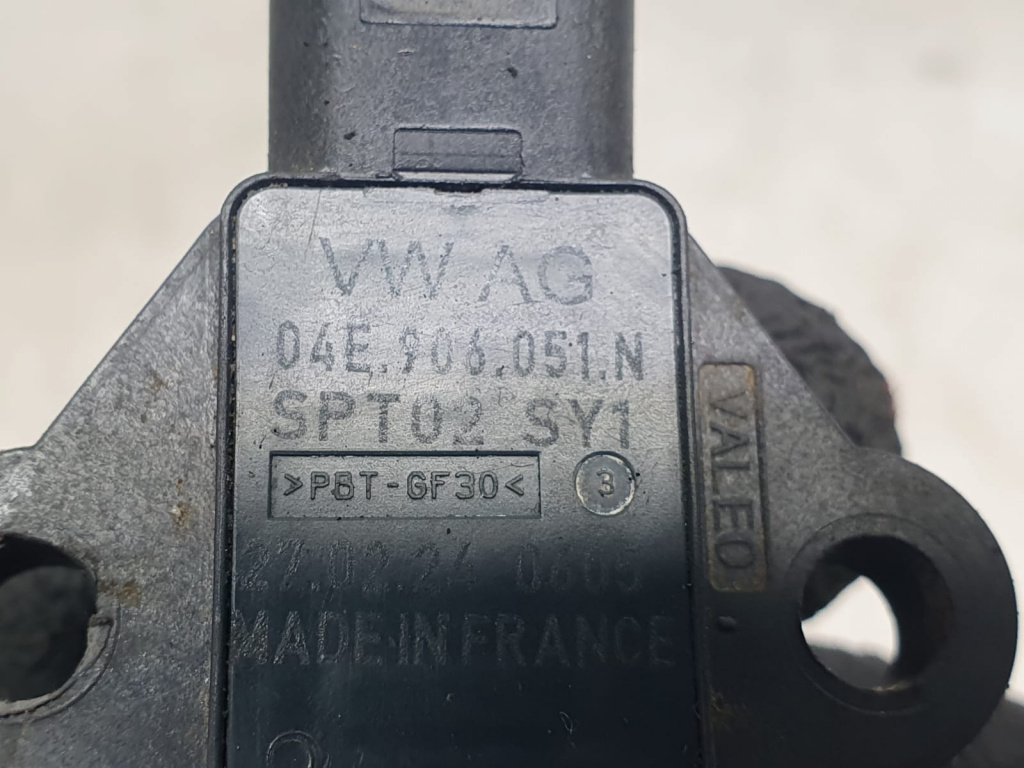 VW AG
04E.906.051.N
SPT02 SY1
>PBT-GF30< 3
27.02.24 0605
MADE IN FRANCE
VALEO